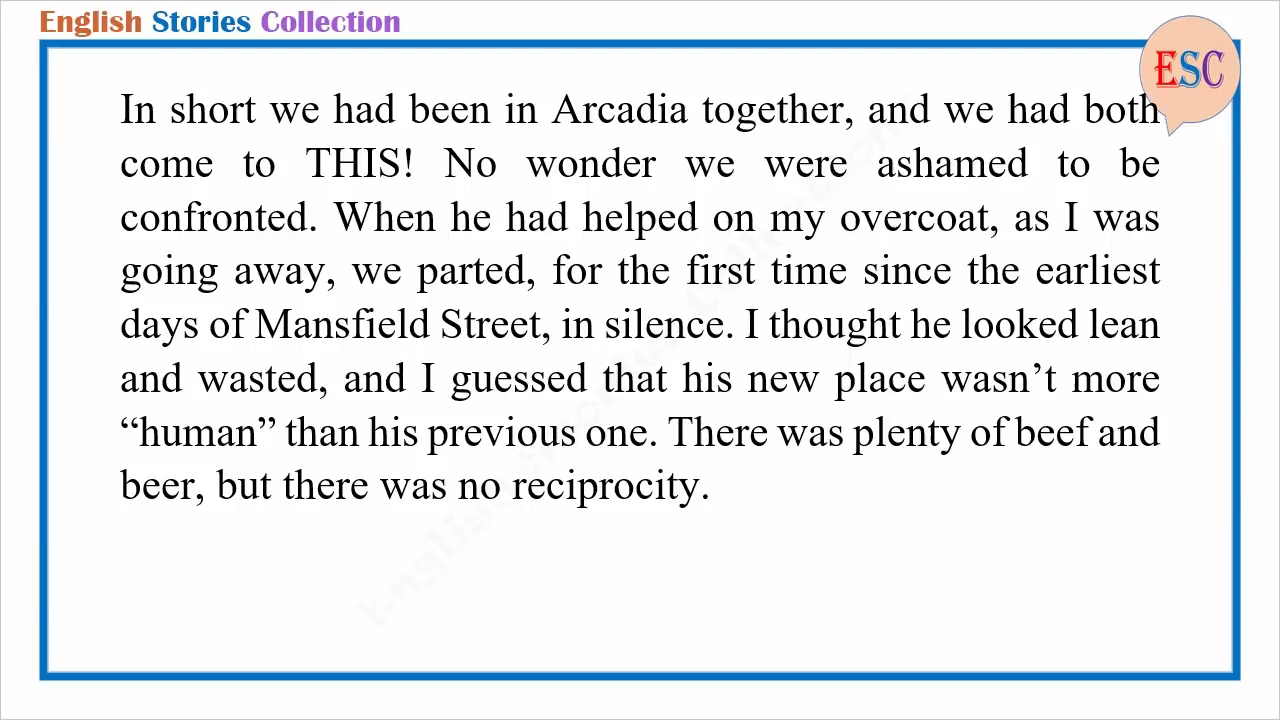 English Stories Collection
ESC
In short we had been in Arcadia together, and we had both
come to THIS! No wonder we were ashamed to be
confronted. When he had helped on my overcoat, as I was
going away, we parted, for the first time since the earliest
days of Mansfield Street, in silence. I thought he looked lean
and wasted, and I guessed that his new place wasn’t more
“human” than his previous one. There was plenty of beef and
beer, but there was no reciprocity.